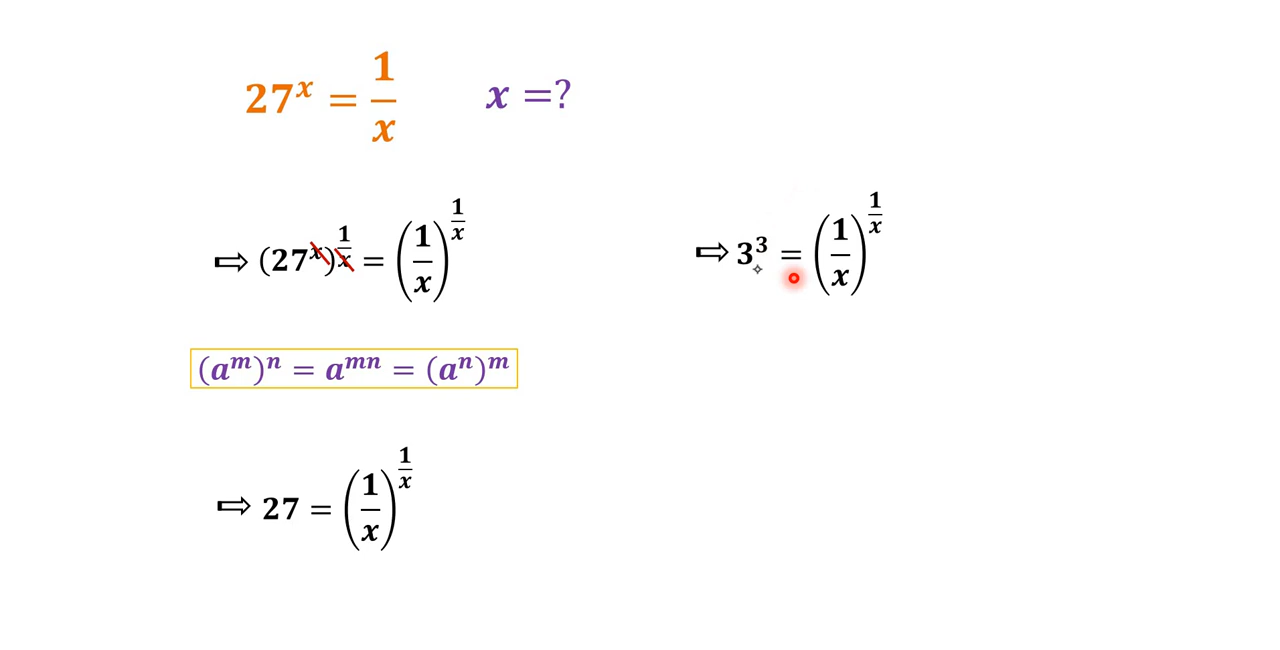 27^x = 1/x    x =?
⇨ (27^x)^(1/x) = (1/x)^(1/x)
(a^m)^n = a^(mn) = (a^n)^m
⇨ 27 = (1/x)^(1/x)
⇨ 3^3 = (1/x)^(1/x)